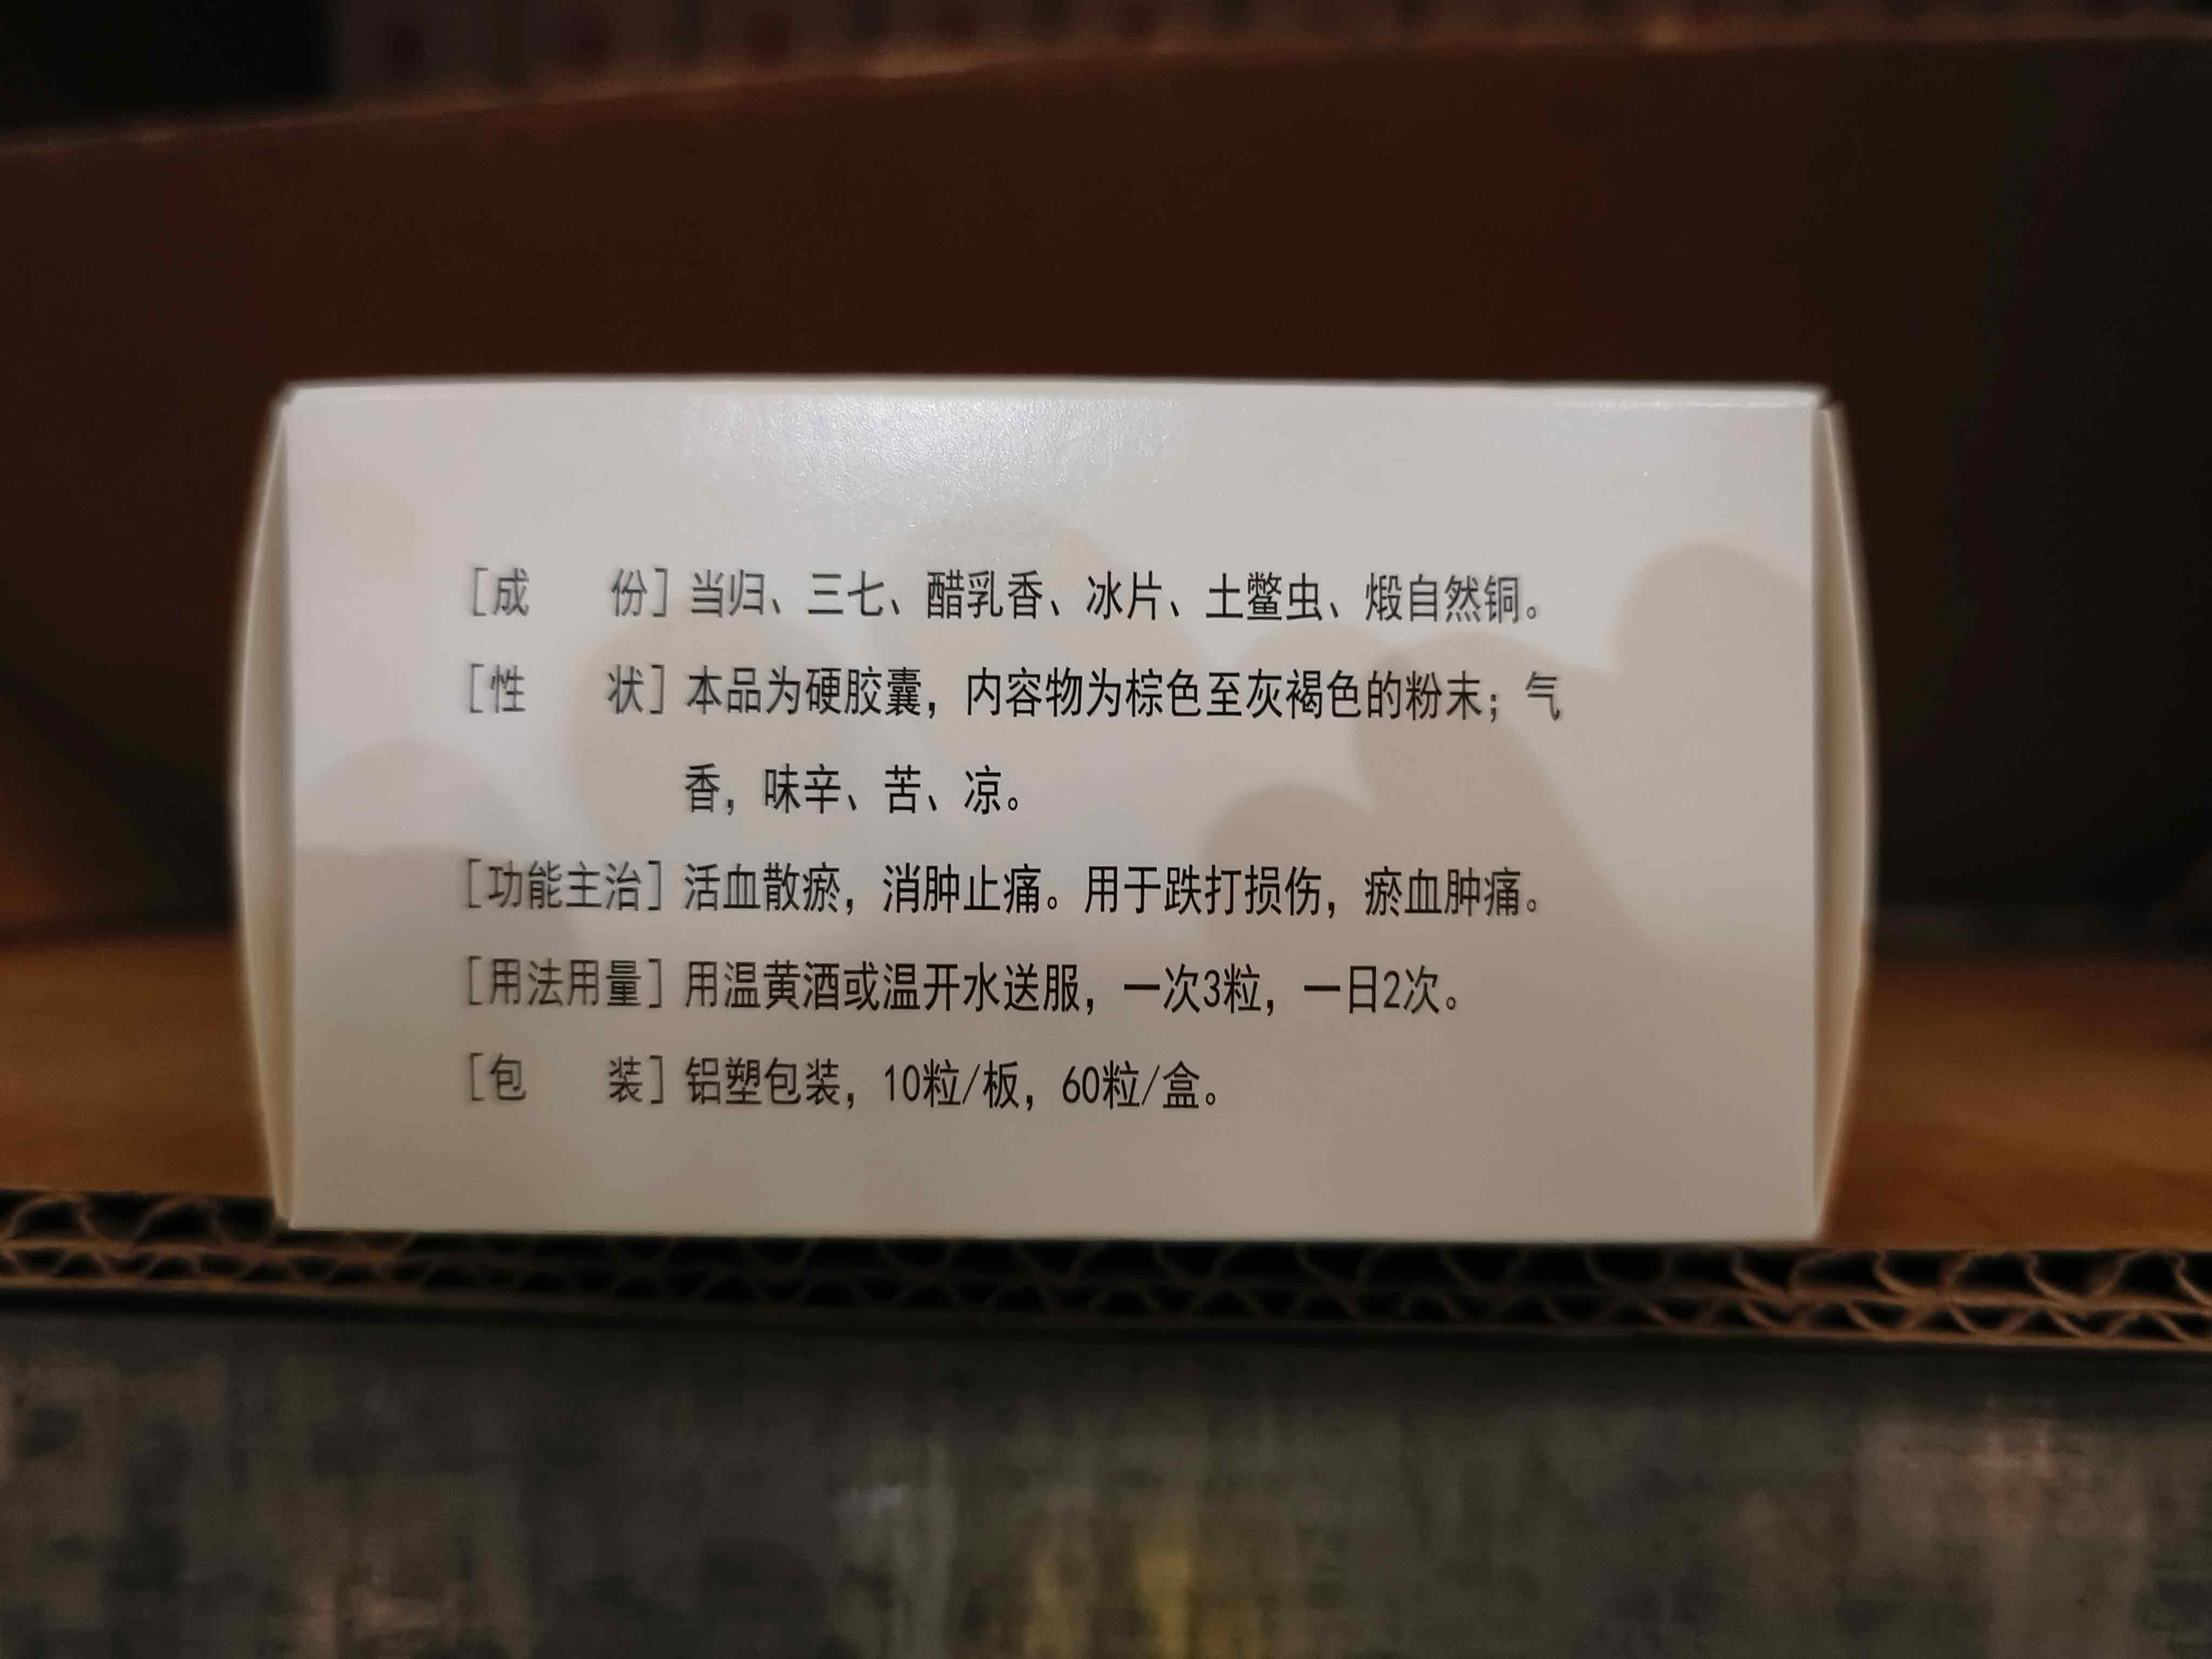 [成　　份] 当归、三七、醋乳香、冰片、土鳖虫、煅自然铜。
[性　　状] 本品为硬胶囊，内容物为棕色至灰褐色的粉末；气
香，味辛、苦、凉。
[功能主治] 活血散瘀，消肿止痛。用于跌打损伤，瘀血肿痛。
[用法用量] 用温黄酒或温开水送服，一次3粒，一日2次。
[包　　装] 铝塑包装，10粒/板，60粒/盒。